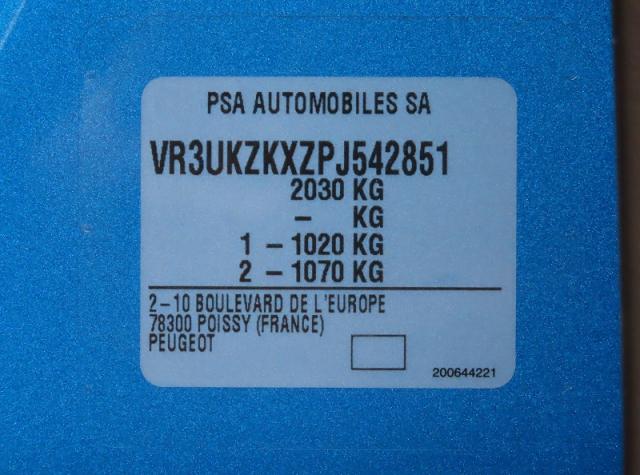 PSA AUTOMOBILES SA
VR3UKZKXZPJ542851
2030 KG
– KG
1 – 1020 KG
2 – 1070 KG
2–10 BOULEVARD DE L'EUROPE
78300 POISSY (FRANCE)
PEUGEOT
200644221